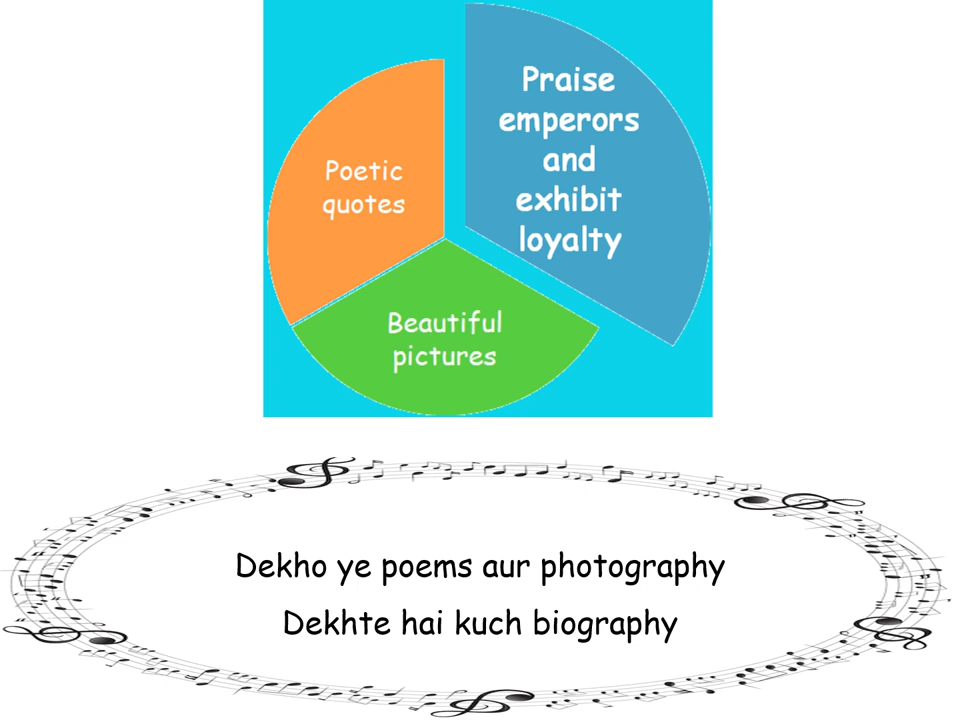 Praise
emperors
and
exhibit
loyalty
Poetic
quotes
Beautiful
pictures
Dekho ye poems aur photography
Dekhte hai kuch biography